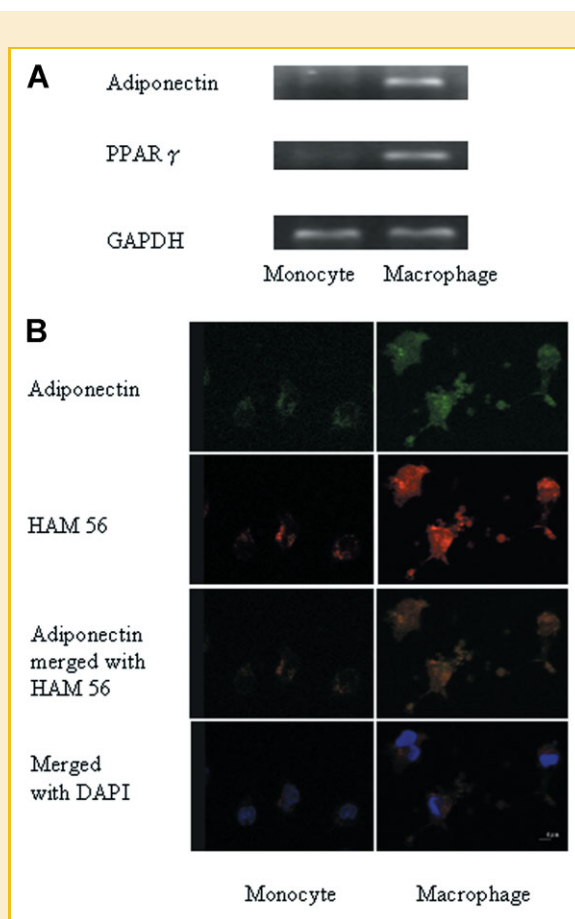 A
Adiponectin
PPAR γ
GAPDH
Monocyte Macrophage
B
Adiponectin
HAM 56
Adiponectin
merged with
HAM 56
Merged
with DAPI
Monocyte Macrophage